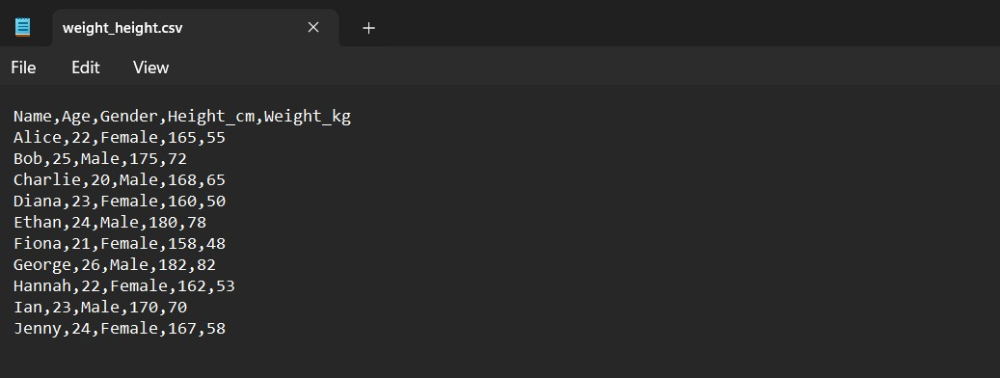 weight_height.csv
File Edit View
Name,Age,Gender,Height_cm,Weight_kg
Alice,22,Female,165,55
Bob,25,Male,175,72
Charlie,20,Male,168,65
Diana,23,Female,160,50
Ethan,24,Male,180,78
Fiona,21,Female,158,48
George,26,Male,182,82
Hannah,22,Female,162,53
Ian,23,Male,170,70
Jenny,24,Female,167,58